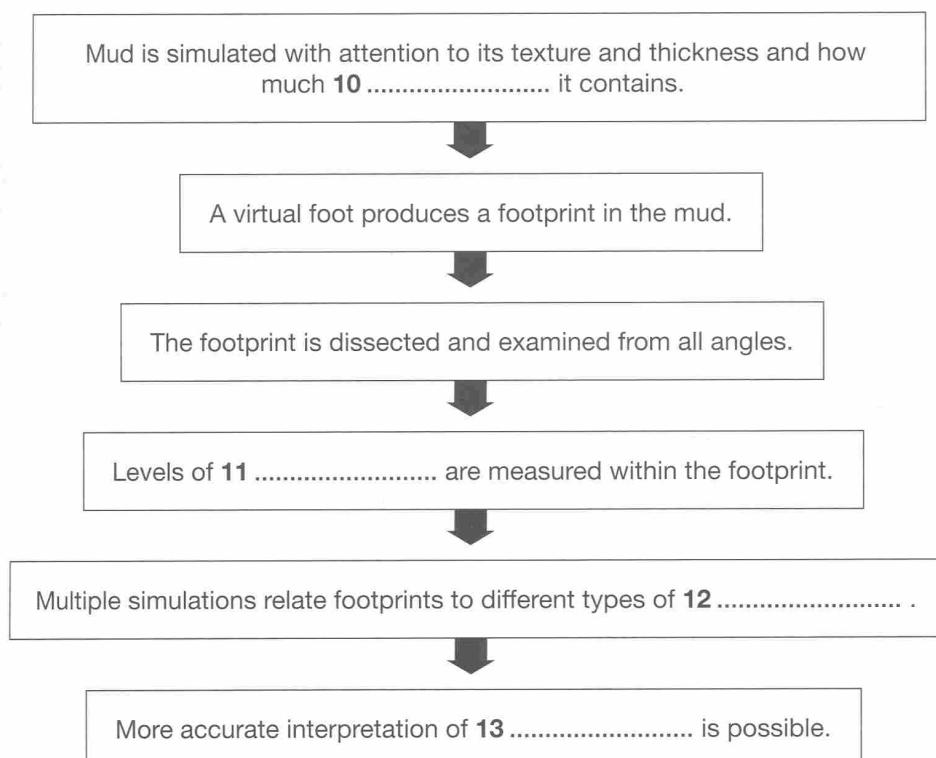 Mud is simulated with attention to its texture and thickness and how
much 10 .......................... it contains.
A virtual foot produces a footprint in the mud.
The footprint is dissected and examined from all angles.
Levels of 11 .......................... are measured within the footprint.
Multiple simulations relate footprints to different types of 12 .......................... .
More accurate interpretation of 13 .......................... is possible.